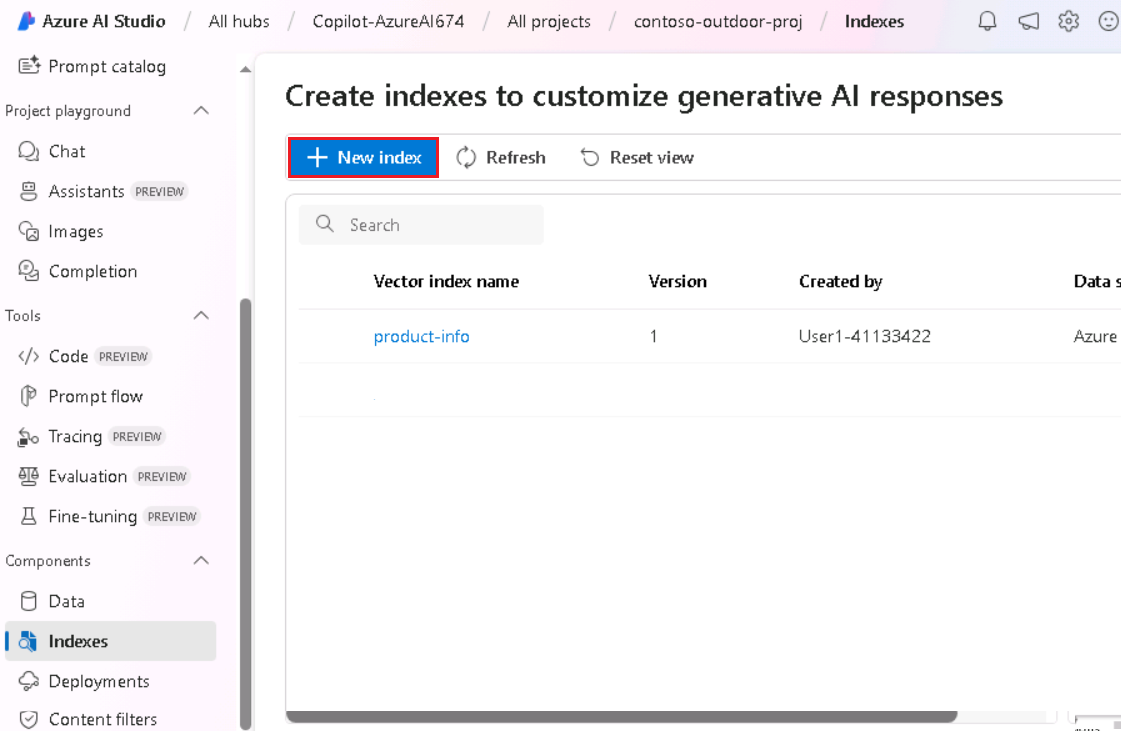 Azure AI Studio / All hubs / Copilot-AzureAI674 / All projects / contoso-outdoor-proj / Indexes
Prompt catalog
Project playground
Chat
Assistants PREVIEW
Images
Completion
Tools
Code PREVIEW
Prompt flow
Tracing PREVIEW
Evaluation PREVIEW
Fine-tuning PREVIEW
Components
Data
Indexes
Deployments
Content filters
Create indexes to customize generative AI responses
New index Refresh Reset view
Search
Vector index name Version Created by Data s
product-info 1 User1-41133422 Azure